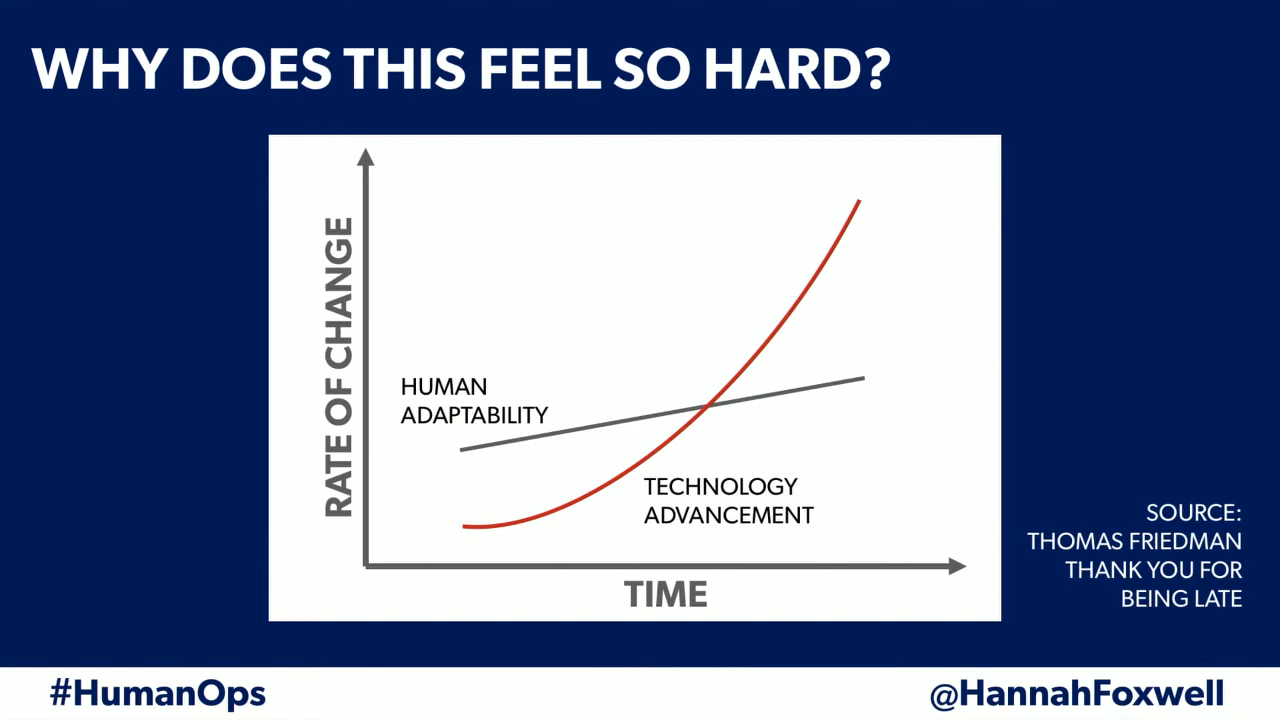 WHY DOES THIS FEEL SO HARD?
RATE OF CHANGE
HUMAN
ADAPTABILITY
TECHNOLOGY
ADVANCEMENT
TIME
SOURCE:
THOMAS FRIEDMAN
THANK YOU FOR
BEING LATE
#HumanOps
@HannahFoxwell